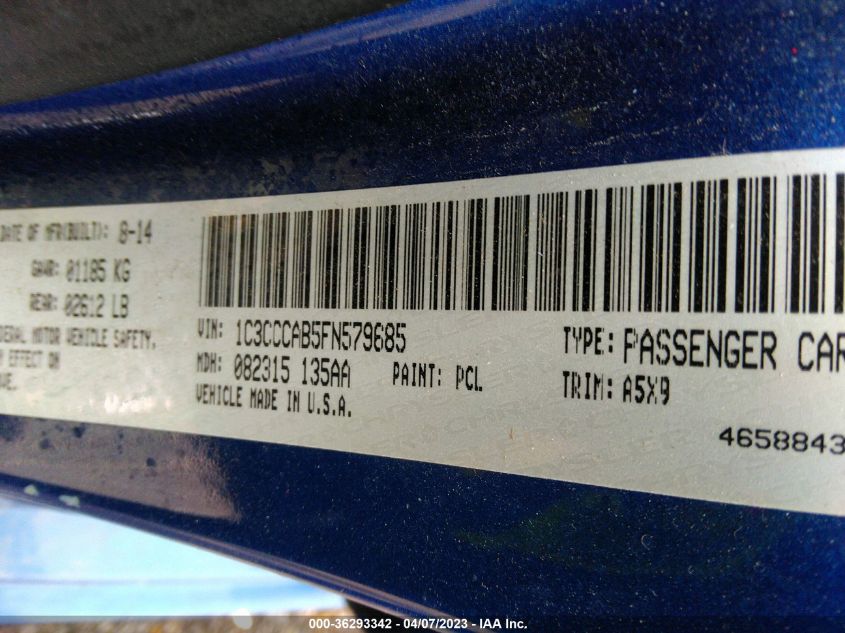 DATE OF MFR(BUILT): 8-14
GAWR: 01185 KG
REAR: 02612 LB
MOTOR VEHICLE SAFETY.
EFFECT ON
VIN: 1C3CCCAB5FN579685
MDH: 082315 135AA PAINT: PCL
VEHICLE MADE IN U.S.A.
TYPE: PASSENGER CAR
TRIM: A5X9
4658843
000-36293342 - 04/07/2023 - IAA Inc.